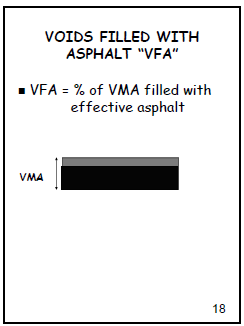 VOIDS FILLED WITH
ASPHALT “VFA”
■ VFA = % of VMA filled with
effective asphalt
VMA
18